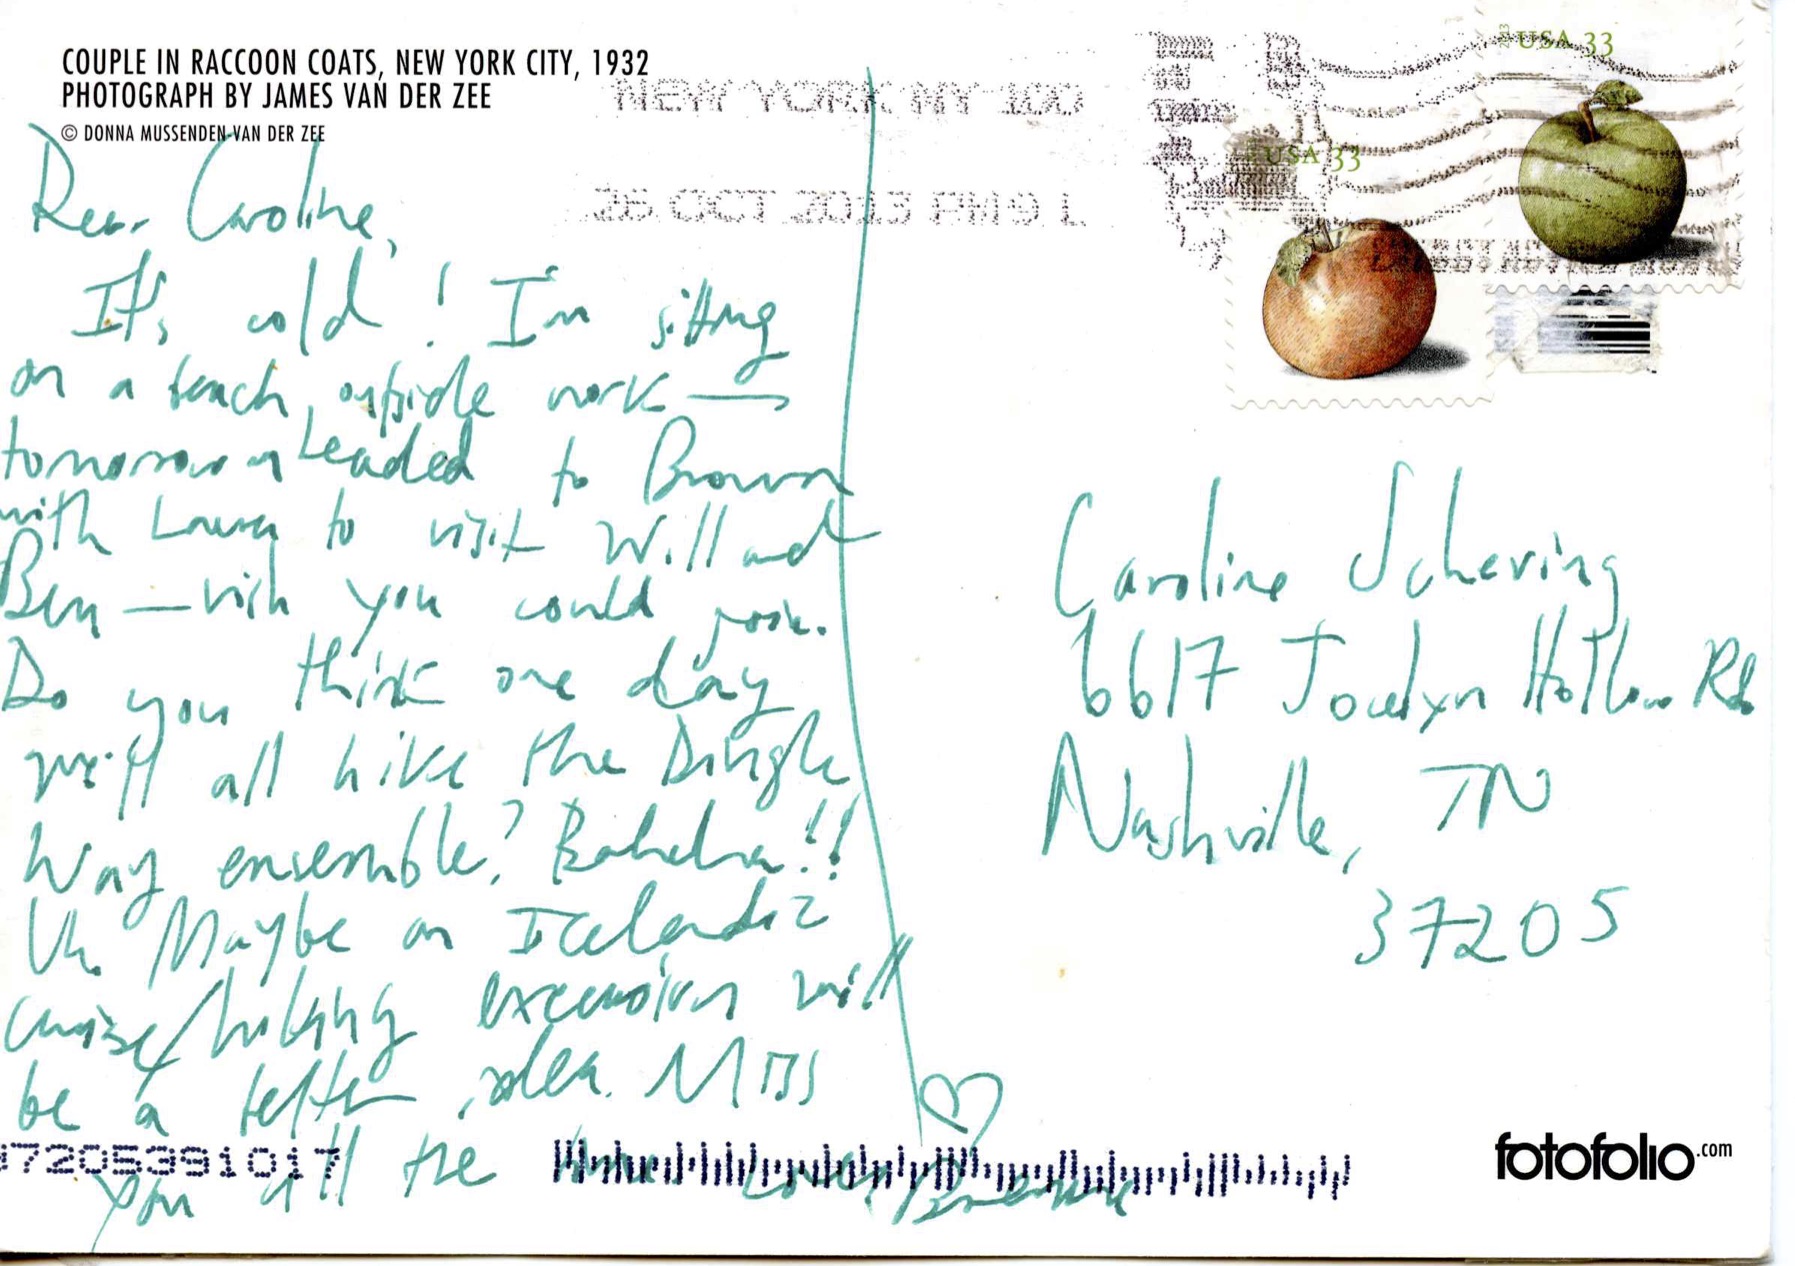 COUPLE IN RACCOON COATS, NEW YORK CITY, 1932
PHOTOGRAPH BY JAMES VAN DER ZEE
© DONNA MUSSENDEN VAN DER ZEE
NEW YORK NY 100
26 OCT 2013 PM 9 L
USA 33
USA 33
Dear Caroline,
It's cold! I'm sitting
on a bench outside work —
tomorrow headed to Brown
with Laura to visit Will and
Ben — wish you could join.
Do you think one day
we'll all hike the Dingle
Way ensemble? Bahaha!!
Uh. Maybe an Icelandic
cruise/hiking excursion will
be a better idea. Miss
you all the time Love,
Caroline Schering
6617 Jocelyn Hollow Rd.
Nashville, TN
37205
37205391017
fotofolio.com